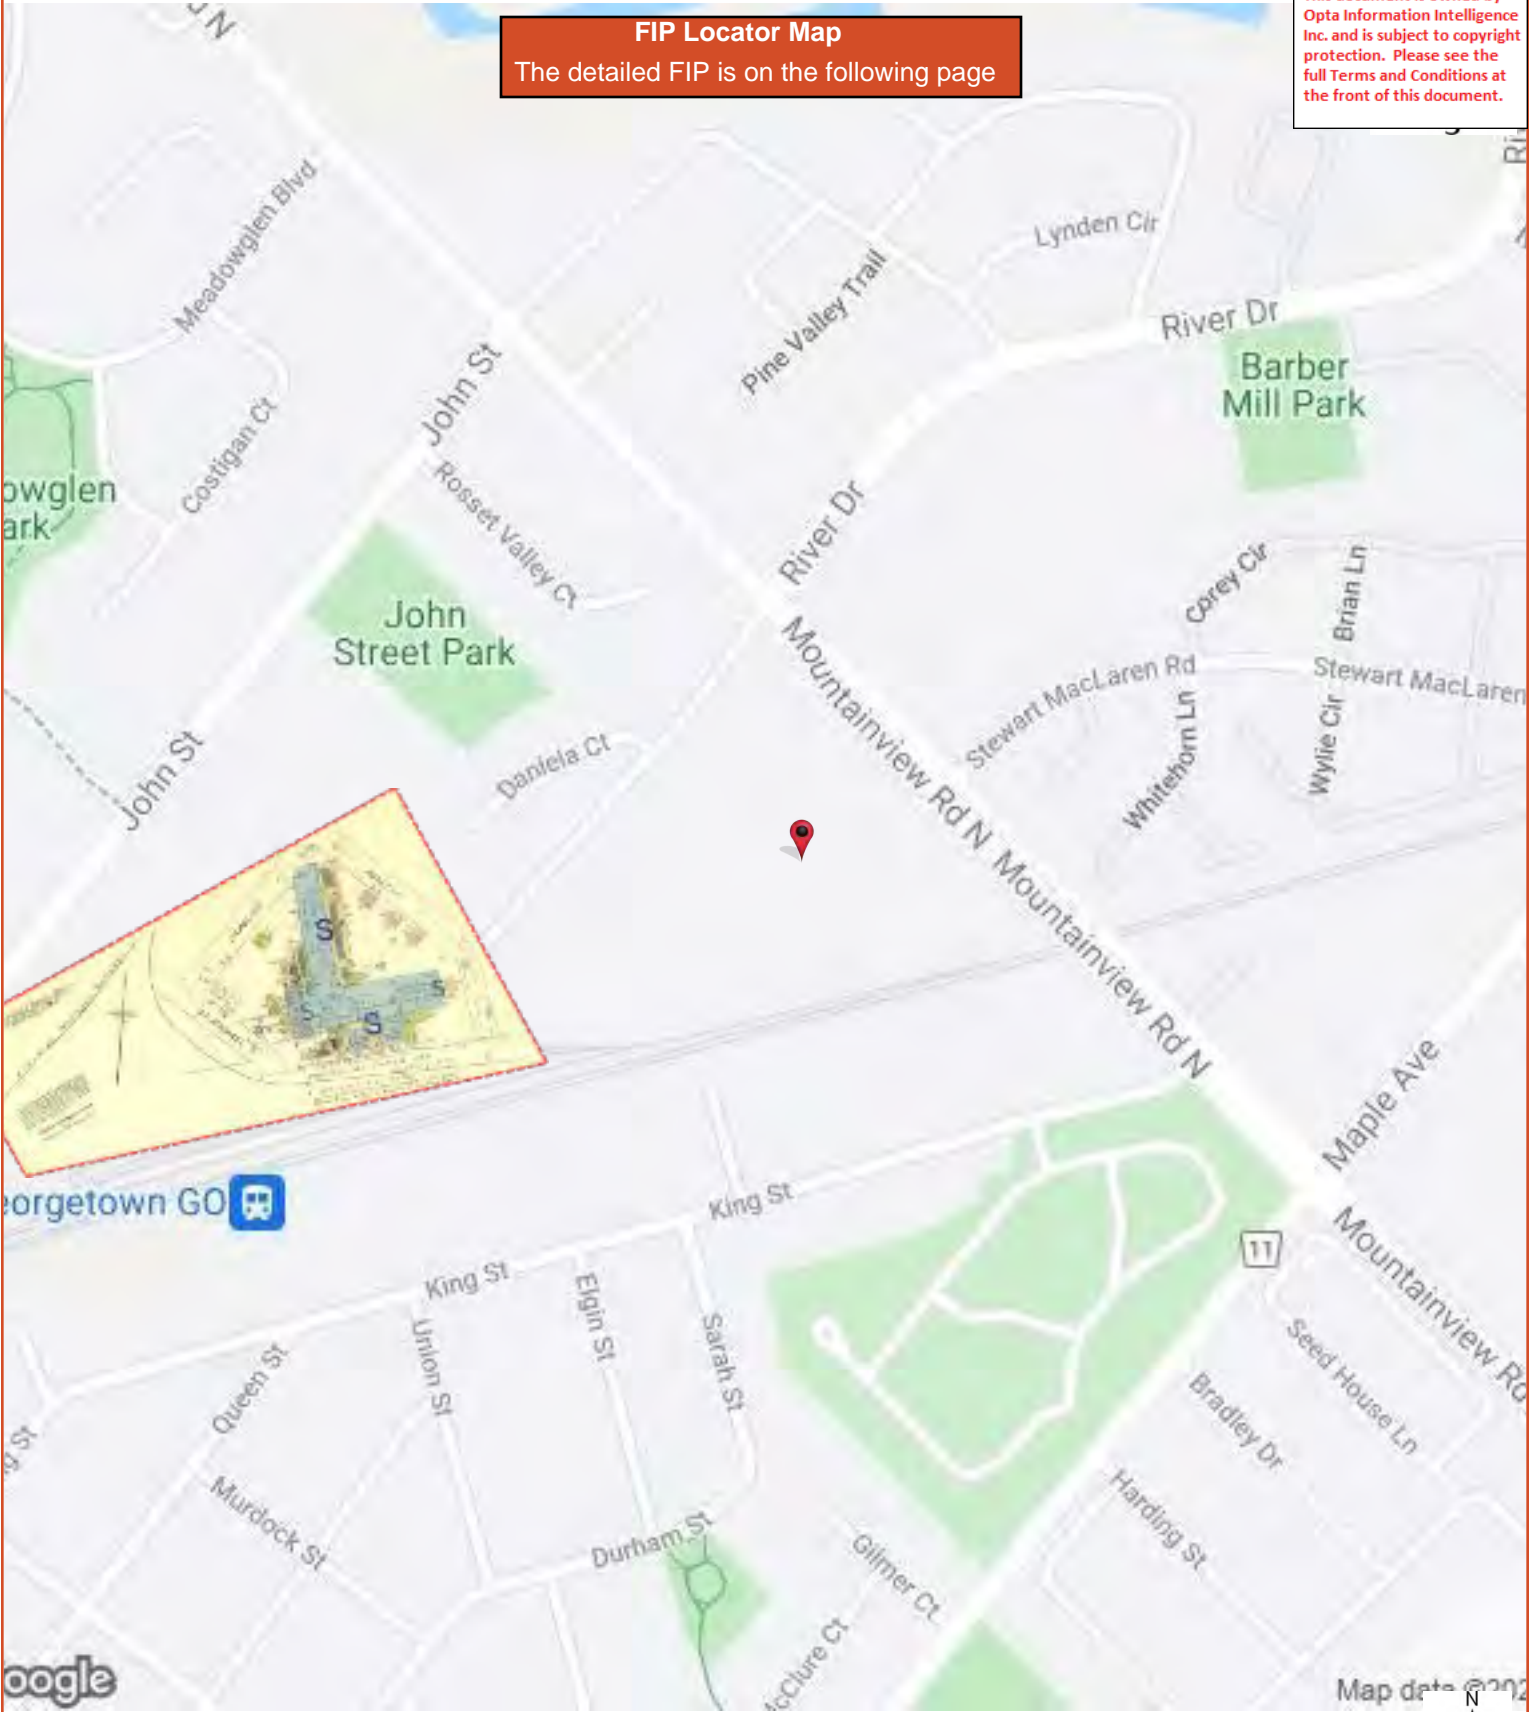 FIP Locator Map
The detailed FIP is on the following page
Opta Information Intelligence
Inc. and is subject to copyright
protection. Please see the
full Terms and Conditions at
the front of this document.
N
Meadowglen Blvd
Lynden Cir
Pine Valley Trail
River Dr
Barber
Mill Park
John St
Costigan Ct
owglen
ark
Rosset Valley Ct
River Dr
Corey Cir
Brian Ln
John
Street Park
Mountainview Rd N
Stewart MacLaren Rd
Stewart MacLaren
Whitehorn Ln
Wylie Cir
Daniela Ct
John St
Mountainview Rd N
S
S
S
S
Maple Ave
eorgetown GO
King St
11
Mountainview Rd
King St
Elgin St
Union St
Sarah St
Queen St
Seed House Ln
Bradley Dr
g St
Murdock St
Harding St
Durham St
Gilmer Ct
cClure Ct
oogle
Map data ©202
N